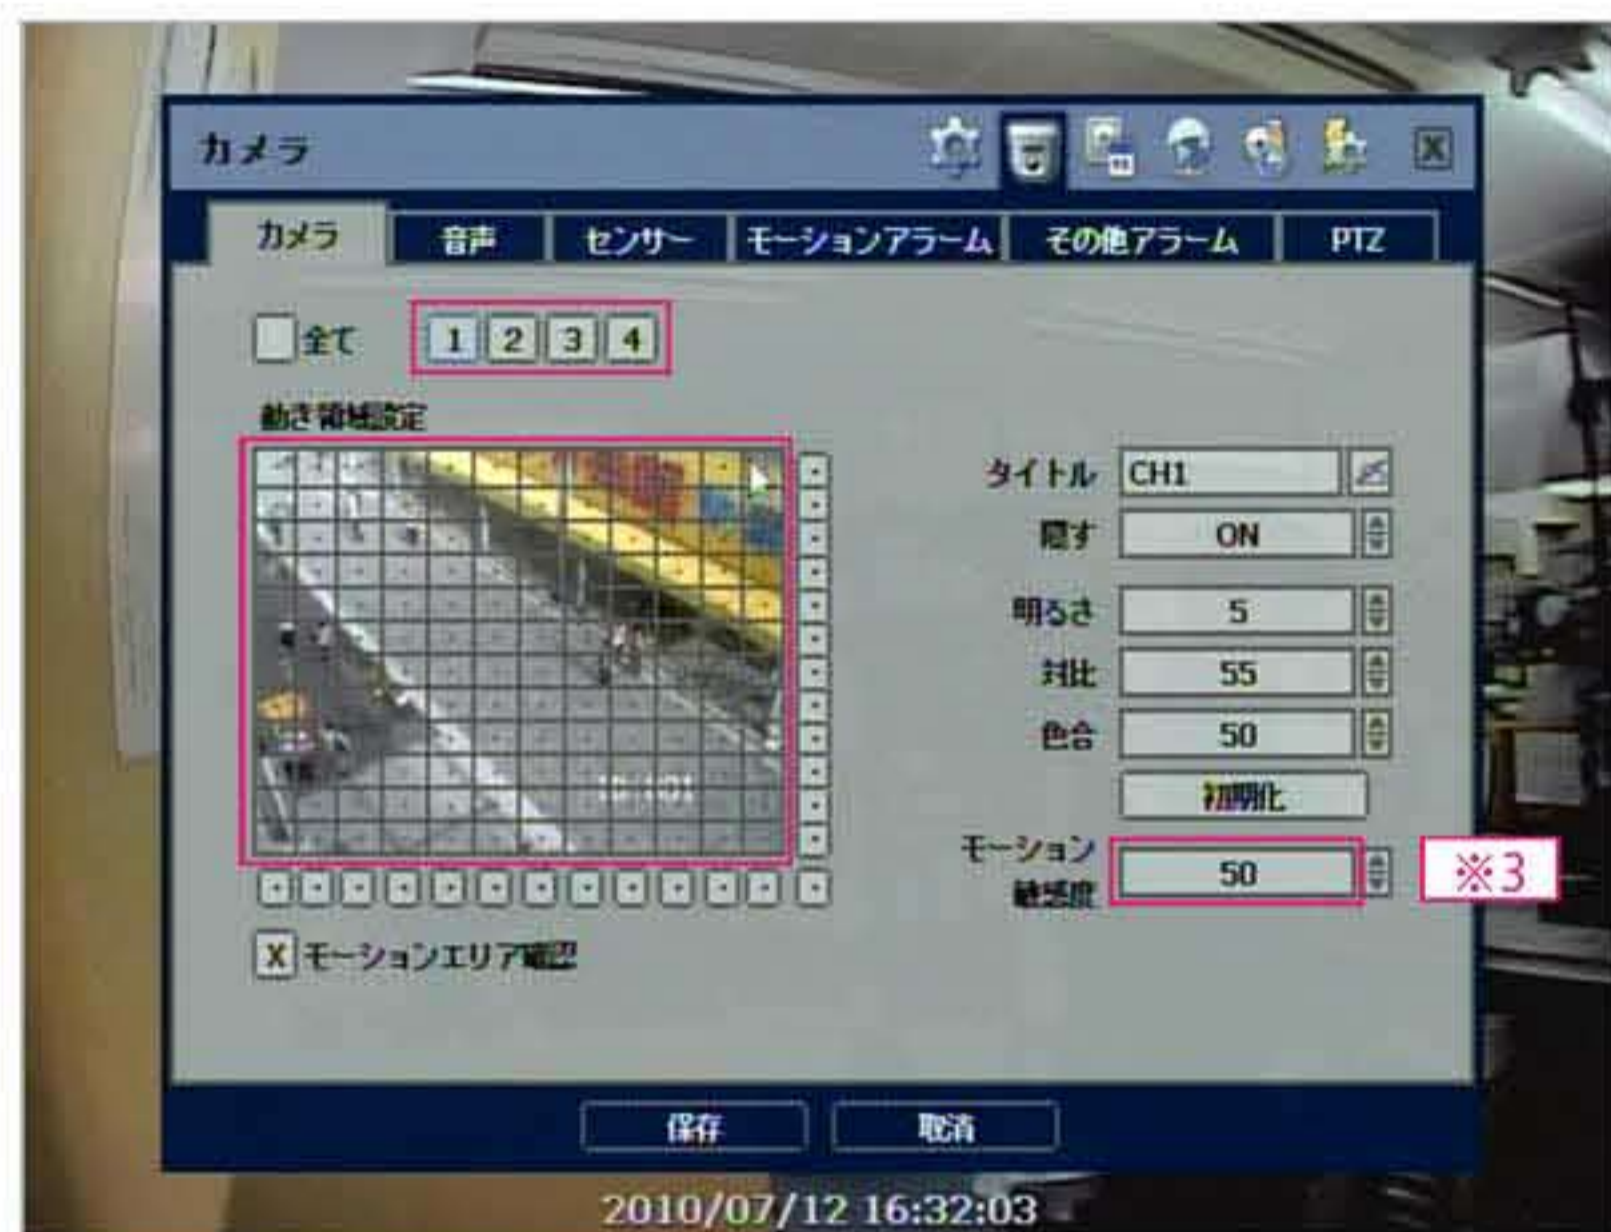 カメラ
カメラ 音声 センサー モーションアラーム その他アラーム PTZ
全て 1 2 3 4
動き領域設定
タイトル CH1
隠す ON
明るさ 5
対比 55
色合 50
初期化
モーション
敏感度 50 ※3
X モーションエリア確認
保存 取消
2010/07/12 16:32:03